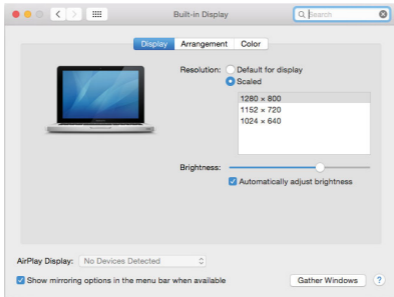 Built-in Display
Search
Display Arrangement Color
Resolution: Default for display
Scaled
1280 × 800
1152 × 720
1024 × 640
Brightness:
Automatically adjust brightness
AirPlay Display: No Devices Detected
Show mirroring options in the menu bar when available
Gather Windows ?